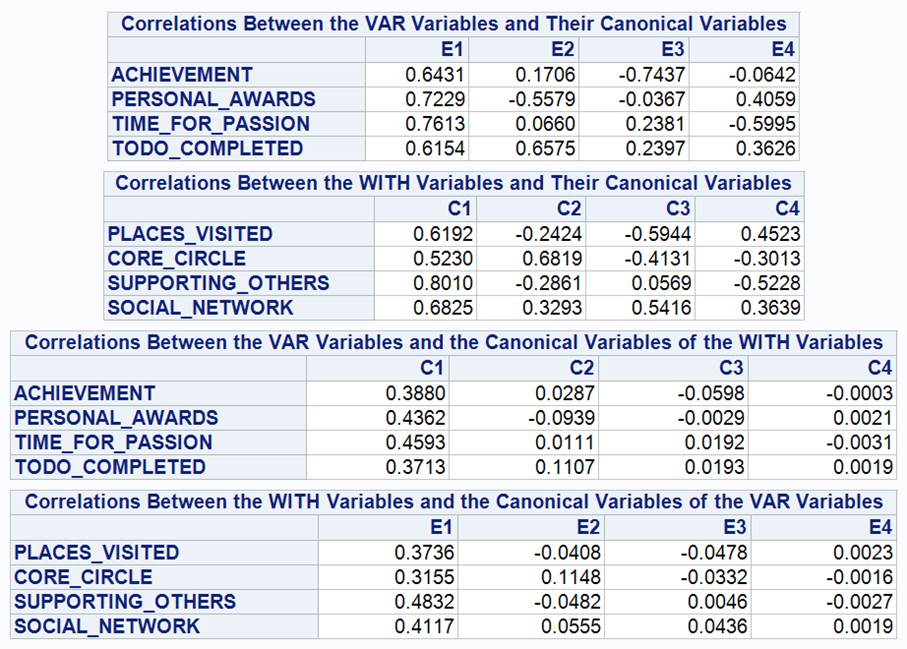 Correlations Between the VAR Variables and Their Canonical Variables
E1 E2 E3 E4
ACHIEVEMENT 0.6431 0.1706 -0.7437 -0.0642
PERSONAL_AWARDS 0.7229 -0.5579 -0.0367 0.4059
TIME_FOR_PASSION 0.7613 0.0660 0.2381 -0.5995
TODO_COMPLETED 0.6154 0.6575 0.2397 0.3626
Correlations Between the WITH Variables and Their Canonical Variables
C1 C2 C3 C4
PLACES_VISITED 0.6192 -0.2424 -0.5944 0.4523
CORE_CIRCLE 0.5230 0.6819 -0.4131 -0.3013
SUPPORTING_OTHERS 0.8010 -0.2861 0.0569 -0.5228
SOCIAL_NETWORK 0.6825 0.3293 0.5416 0.3639
Correlations Between the VAR Variables and the Canonical Variables of the WITH Variables
C1 C2 C3 C4
ACHIEVEMENT 0.3880 0.0287 -0.0598 -0.0003
PERSONAL_AWARDS 0.4362 -0.0939 -0.0029 0.0021
TIME_FOR_PASSION 0.4593 0.0111 0.0192 -0.0031
TODO_COMPLETED 0.3713 0.1107 0.0193 0.0019
Correlations Between the WITH Variables and the Canonical Variables of the VAR Variables
E1 E2 E3 E4
PLACES_VISITED 0.3736 -0.0408 -0.0478 0.0023
CORE_CIRCLE 0.3155 0.1148 -0.0332 -0.0016
SUPPORTING_OTHERS 0.4832 -0.0482 0.0046 -0.0027
SOCIAL_NETWORK 0.4117 0.0555 0.0436 0.0019